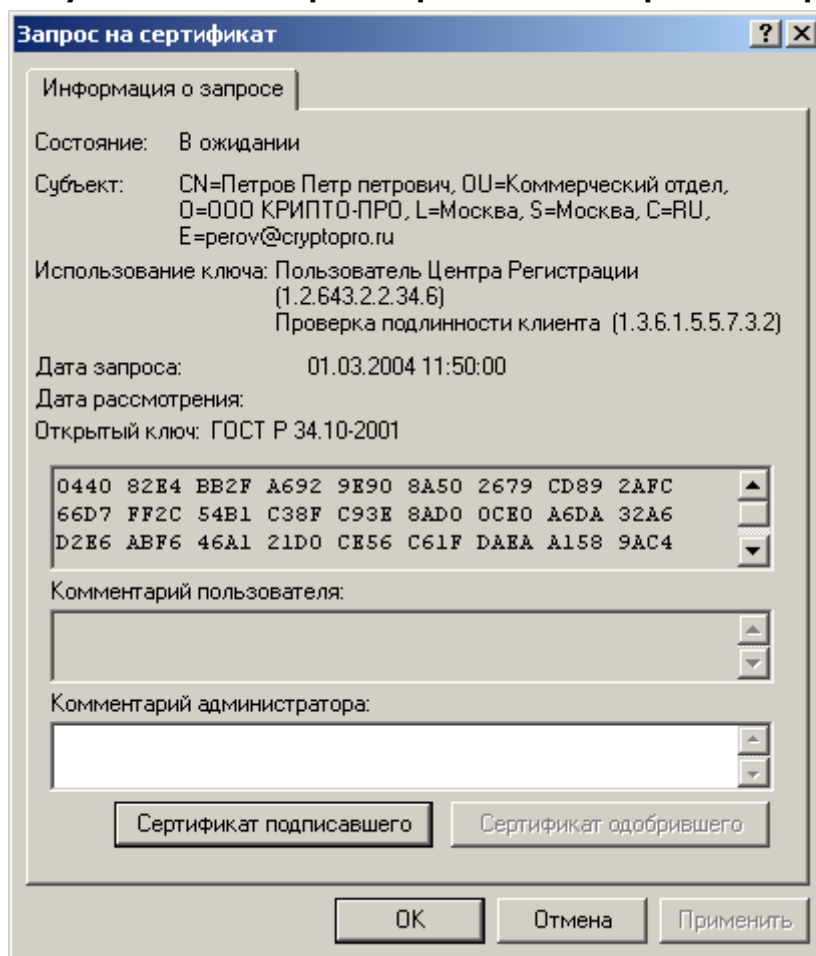 Запрос на сертификат
Информация о запросе
Состояние: В ожидании
Субъект: CN=Петров Петр петрович, OU=Коммерческий отдел,
O=ООО КРИПТО-ПРО, L=Москва, S=Москва, C=RU,
E=perov@cryptopro.ru
Использование ключа: Пользователь Центра Регистрации
(1.2.643.2.2.34.6)
Проверка подлинности клиента (1.3.6.1.5.5.7.3.2)
Дата запроса: 01.03.2004 11:50:00
Дата рассмотрения:
Открытый ключ: ГОСТ Р 34.10-2001
0440 82E4 BB2F A692 9E90 8A50 2679 CD89 2AFC
66D7 FF2C 54B1 C38F C93E 8AD0 0CE0 A6DA 32A6
D2E6 ABF6 46A1 21D0 CE56 C61F DAEA A158 9AC4
Комментарий пользователя:
Комментарий администратора:
Сертификат подписавшего Сертификат одобрившего
OK Отмена Применить